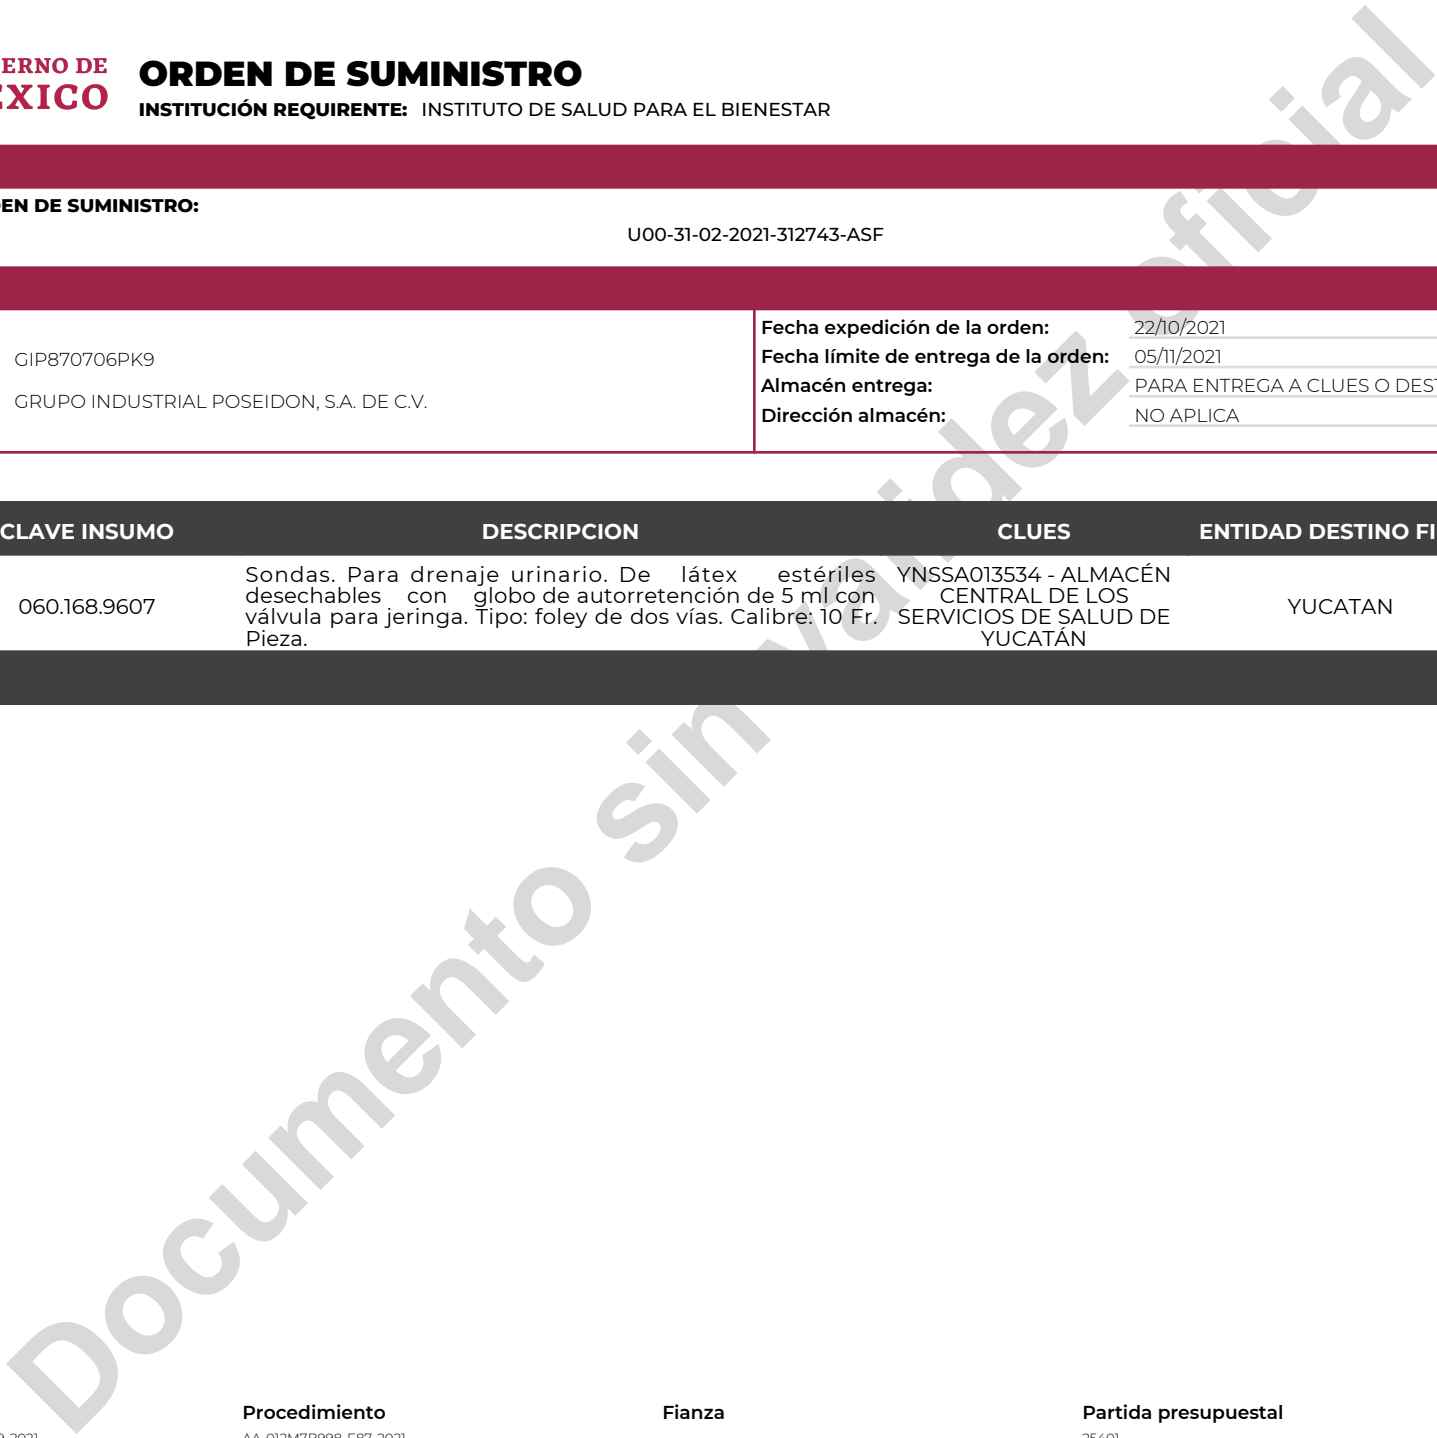 ERNO DE
EXICO
ORDEN DE SUMINISTRO
INSTITUCIÓN REQUIRENTE: INSTITUTO DE SALUD PARA EL BIENESTAR
EN DE SUMINISTRO:
U00-31-02-2021-312743-ASF
GIP870706PK9
GRUPO INDUSTRIAL POSEIDON, S.A. DE C.V.
Fecha expedición de la orden: 22/10/2021
Fecha límite de entrega de la orden: 05/11/2021
Almacén entrega: PARA ENTREGA A CLUES O DEST
Dirección almacén: NO APLICA
CLAVE INSUMO DESCRIPCION CLUES ENTIDAD DESTINO FI
060.168.9607
Sondas. Para drenaje urinario. De látex estériles
desechables con globo de autorretención de 5 ml con
válvula para jeringa. Tipo: foley de dos vías. Calibre: 10 Fr.
Pieza.
YNSSA013534 - ALMACÉN
CENTRAL DE LOS
SERVICIOS DE SALUD DE
YUCATÁN
YUCATAN
Documento sin validez oficial
Procedimiento Fianza Partida presupuestal